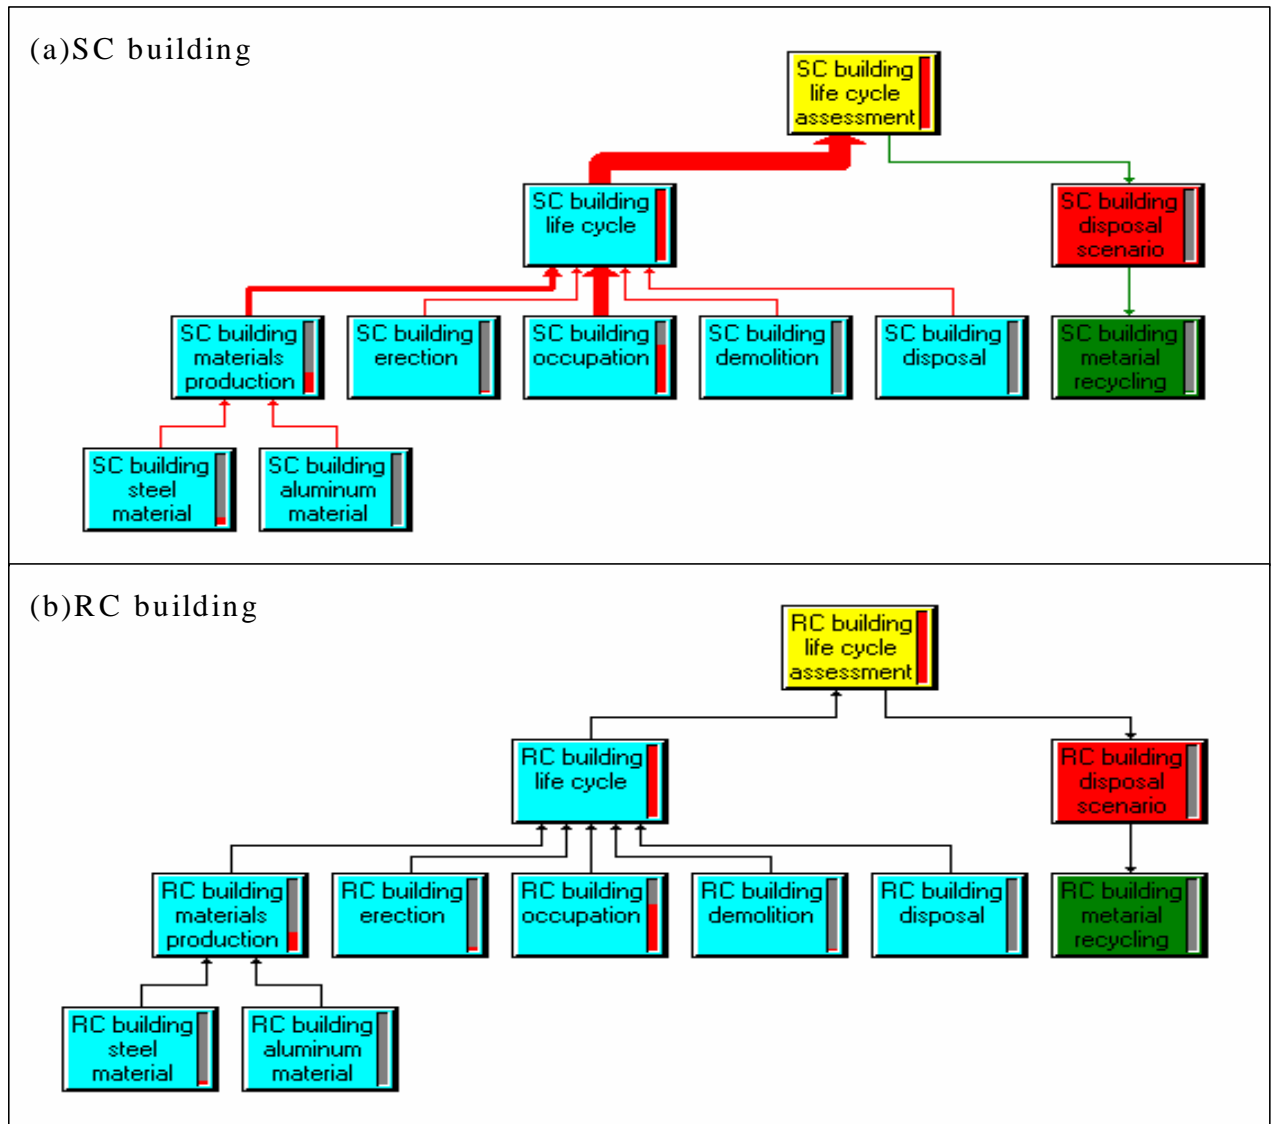 (a)SC building
SC building
life cycle
assessment
SC building
life cycle
SC building
disposal
scenario
SC building
materials
production
SC building
erection
SC building
occupation
SC building
demolition
SC building
disposal
SC building
metarial
recycling
SC building
steel
material
SC building
aluminum
material
(b)RC building
RC building
life cycle
assessment
RC building
life cycle
RC building
disposal
scenario
RC building
materials
production
RC building
erection
RC building
occupation
RC building
demolition
RC building
disposal
RC building
metarial
recycling
RC building
steel
material
RC building
aluminum
material